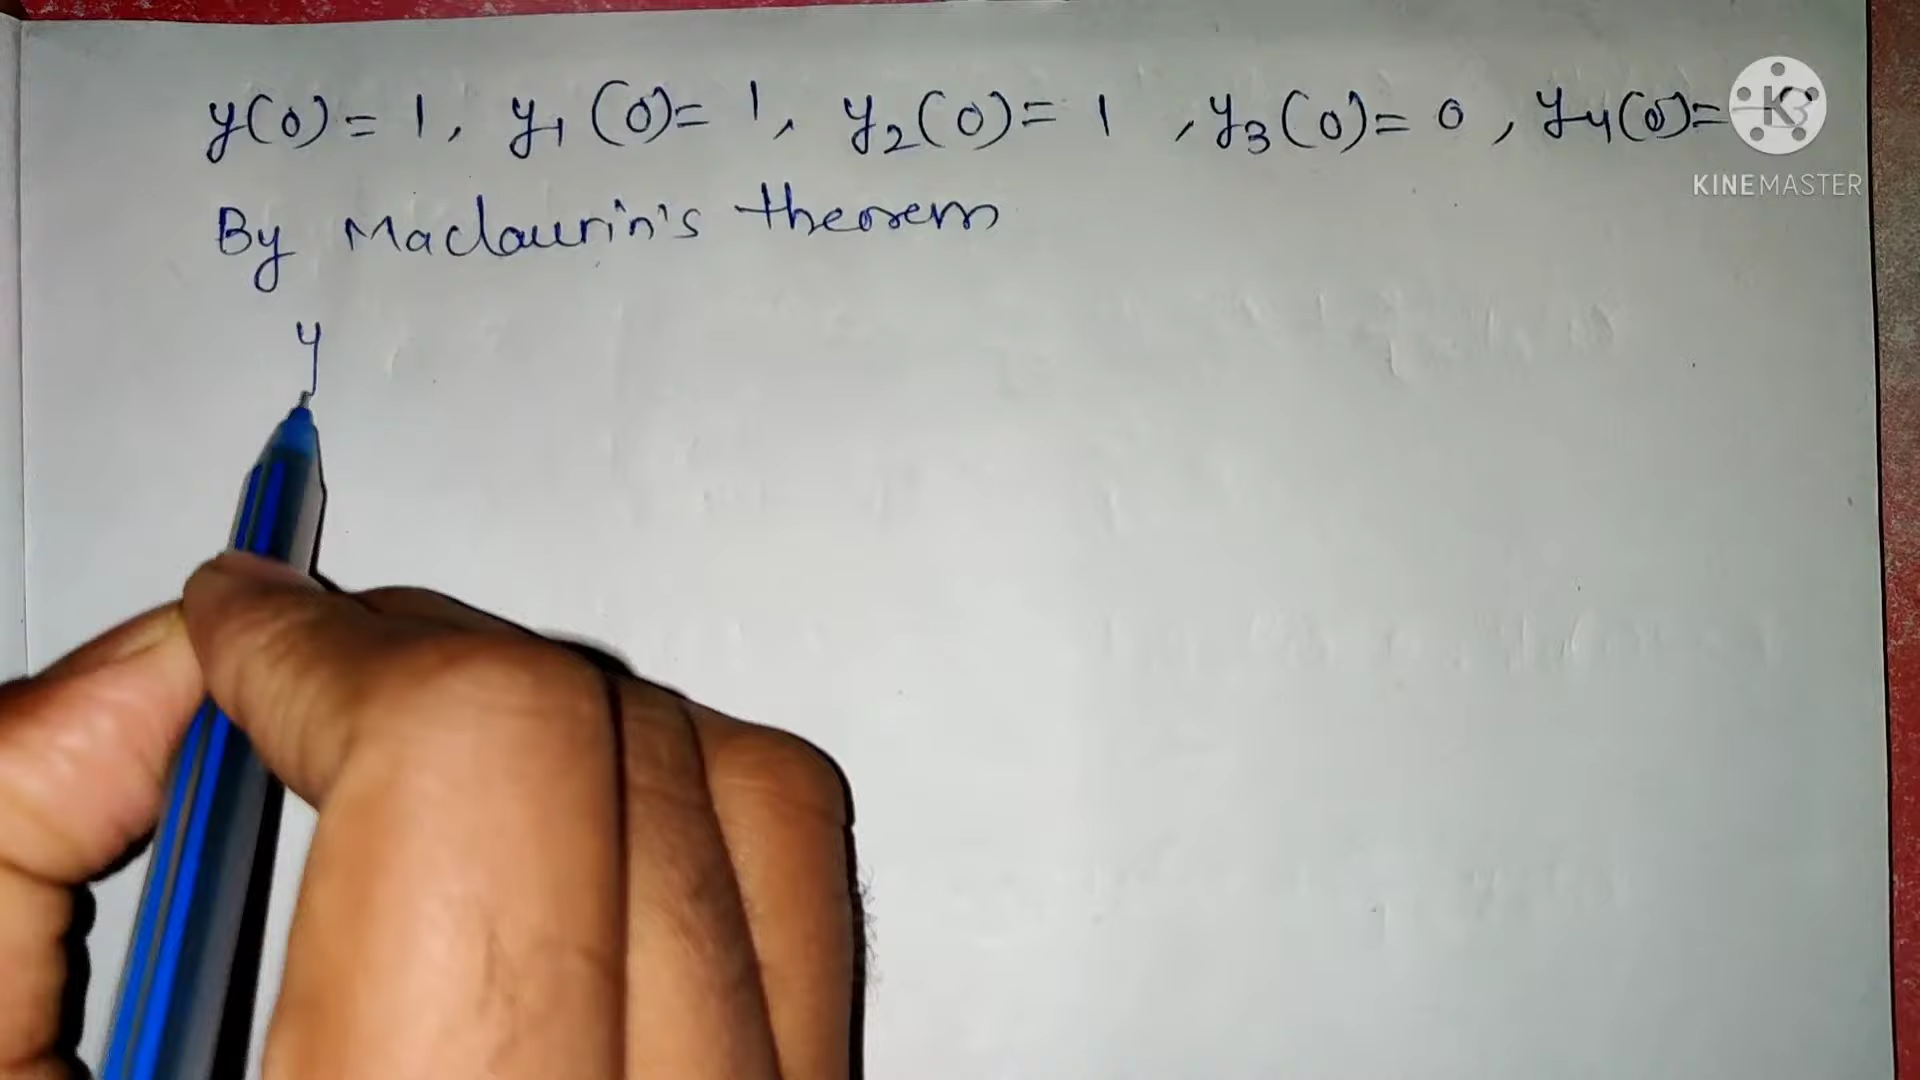 y(0) = 1, y₁(0) = 1, y₂(0) = 1, y₃(0) = 0, y₄(0) =
KINEMASTER
By Maclaurin's theorem
y